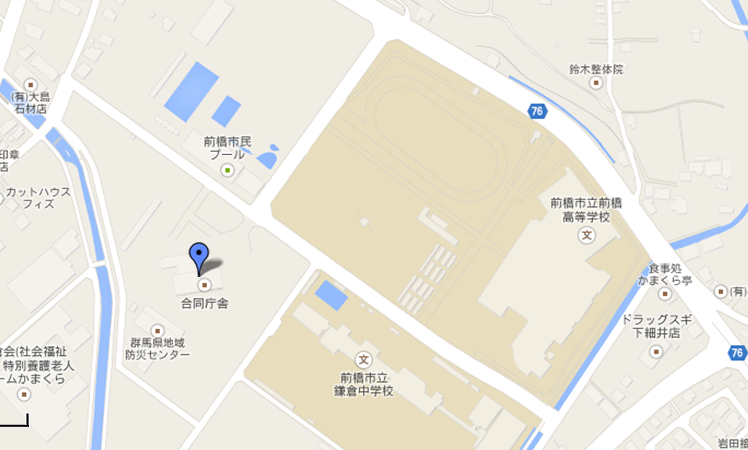 鈴木整体院
(有)大島
石材店
76
前橋市民
プール
印章
店
カットハウス
フィズ
前橋市立前橋
高等学校
文
食事処
かまくら亭
(有)
合同庁舎
ドラッグスギ
下細井店
群馬県地域
防災センター
76
会(社会福祉
特別養護老人
ームかまくら
文
前橋市立
鎌倉中学校